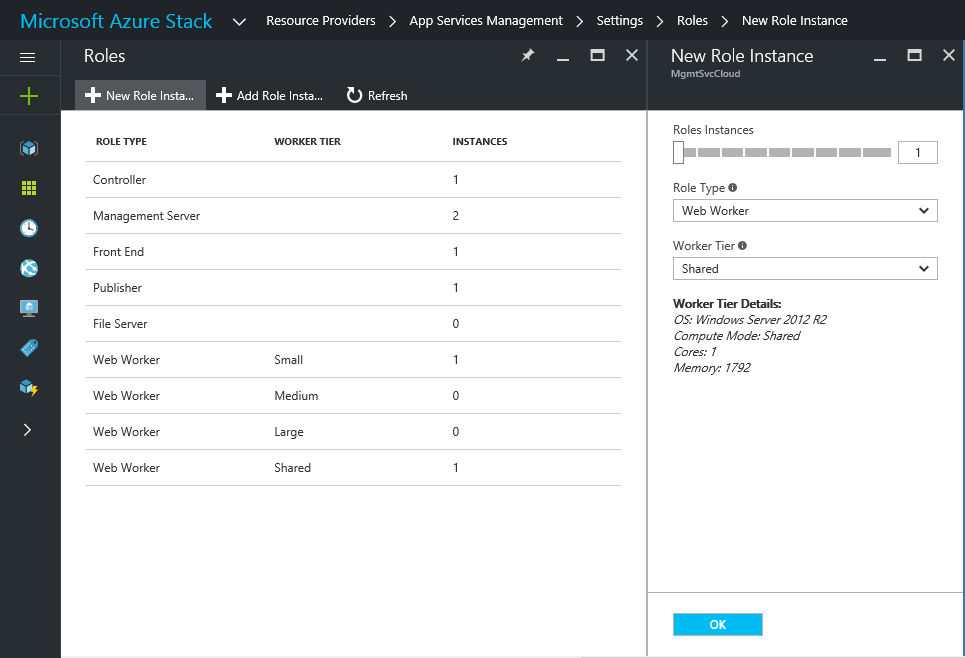 Microsoft Azure Stack Resource Providers > App Services Management > Settings > Roles > New Role Instance
Roles
New Role Insta... Add Role Insta... Refresh
ROLE TYPE WORKER TIER INSTANCES
Controller 1
Management Server 2
Front End 1
Publisher 1
File Server 0
Web Worker Small 1
Web Worker Medium 0
Web Worker Large 0
Web Worker Shared 1
New Role Instance
MgmtSvcCloud
Roles Instances
1
Role Type
Web Worker
Worker Tier
Shared
Worker Tier Details:
OS: Windows Server 2012 R2
Compute Mode: Shared
Cores: 1
Memory: 1792
OK